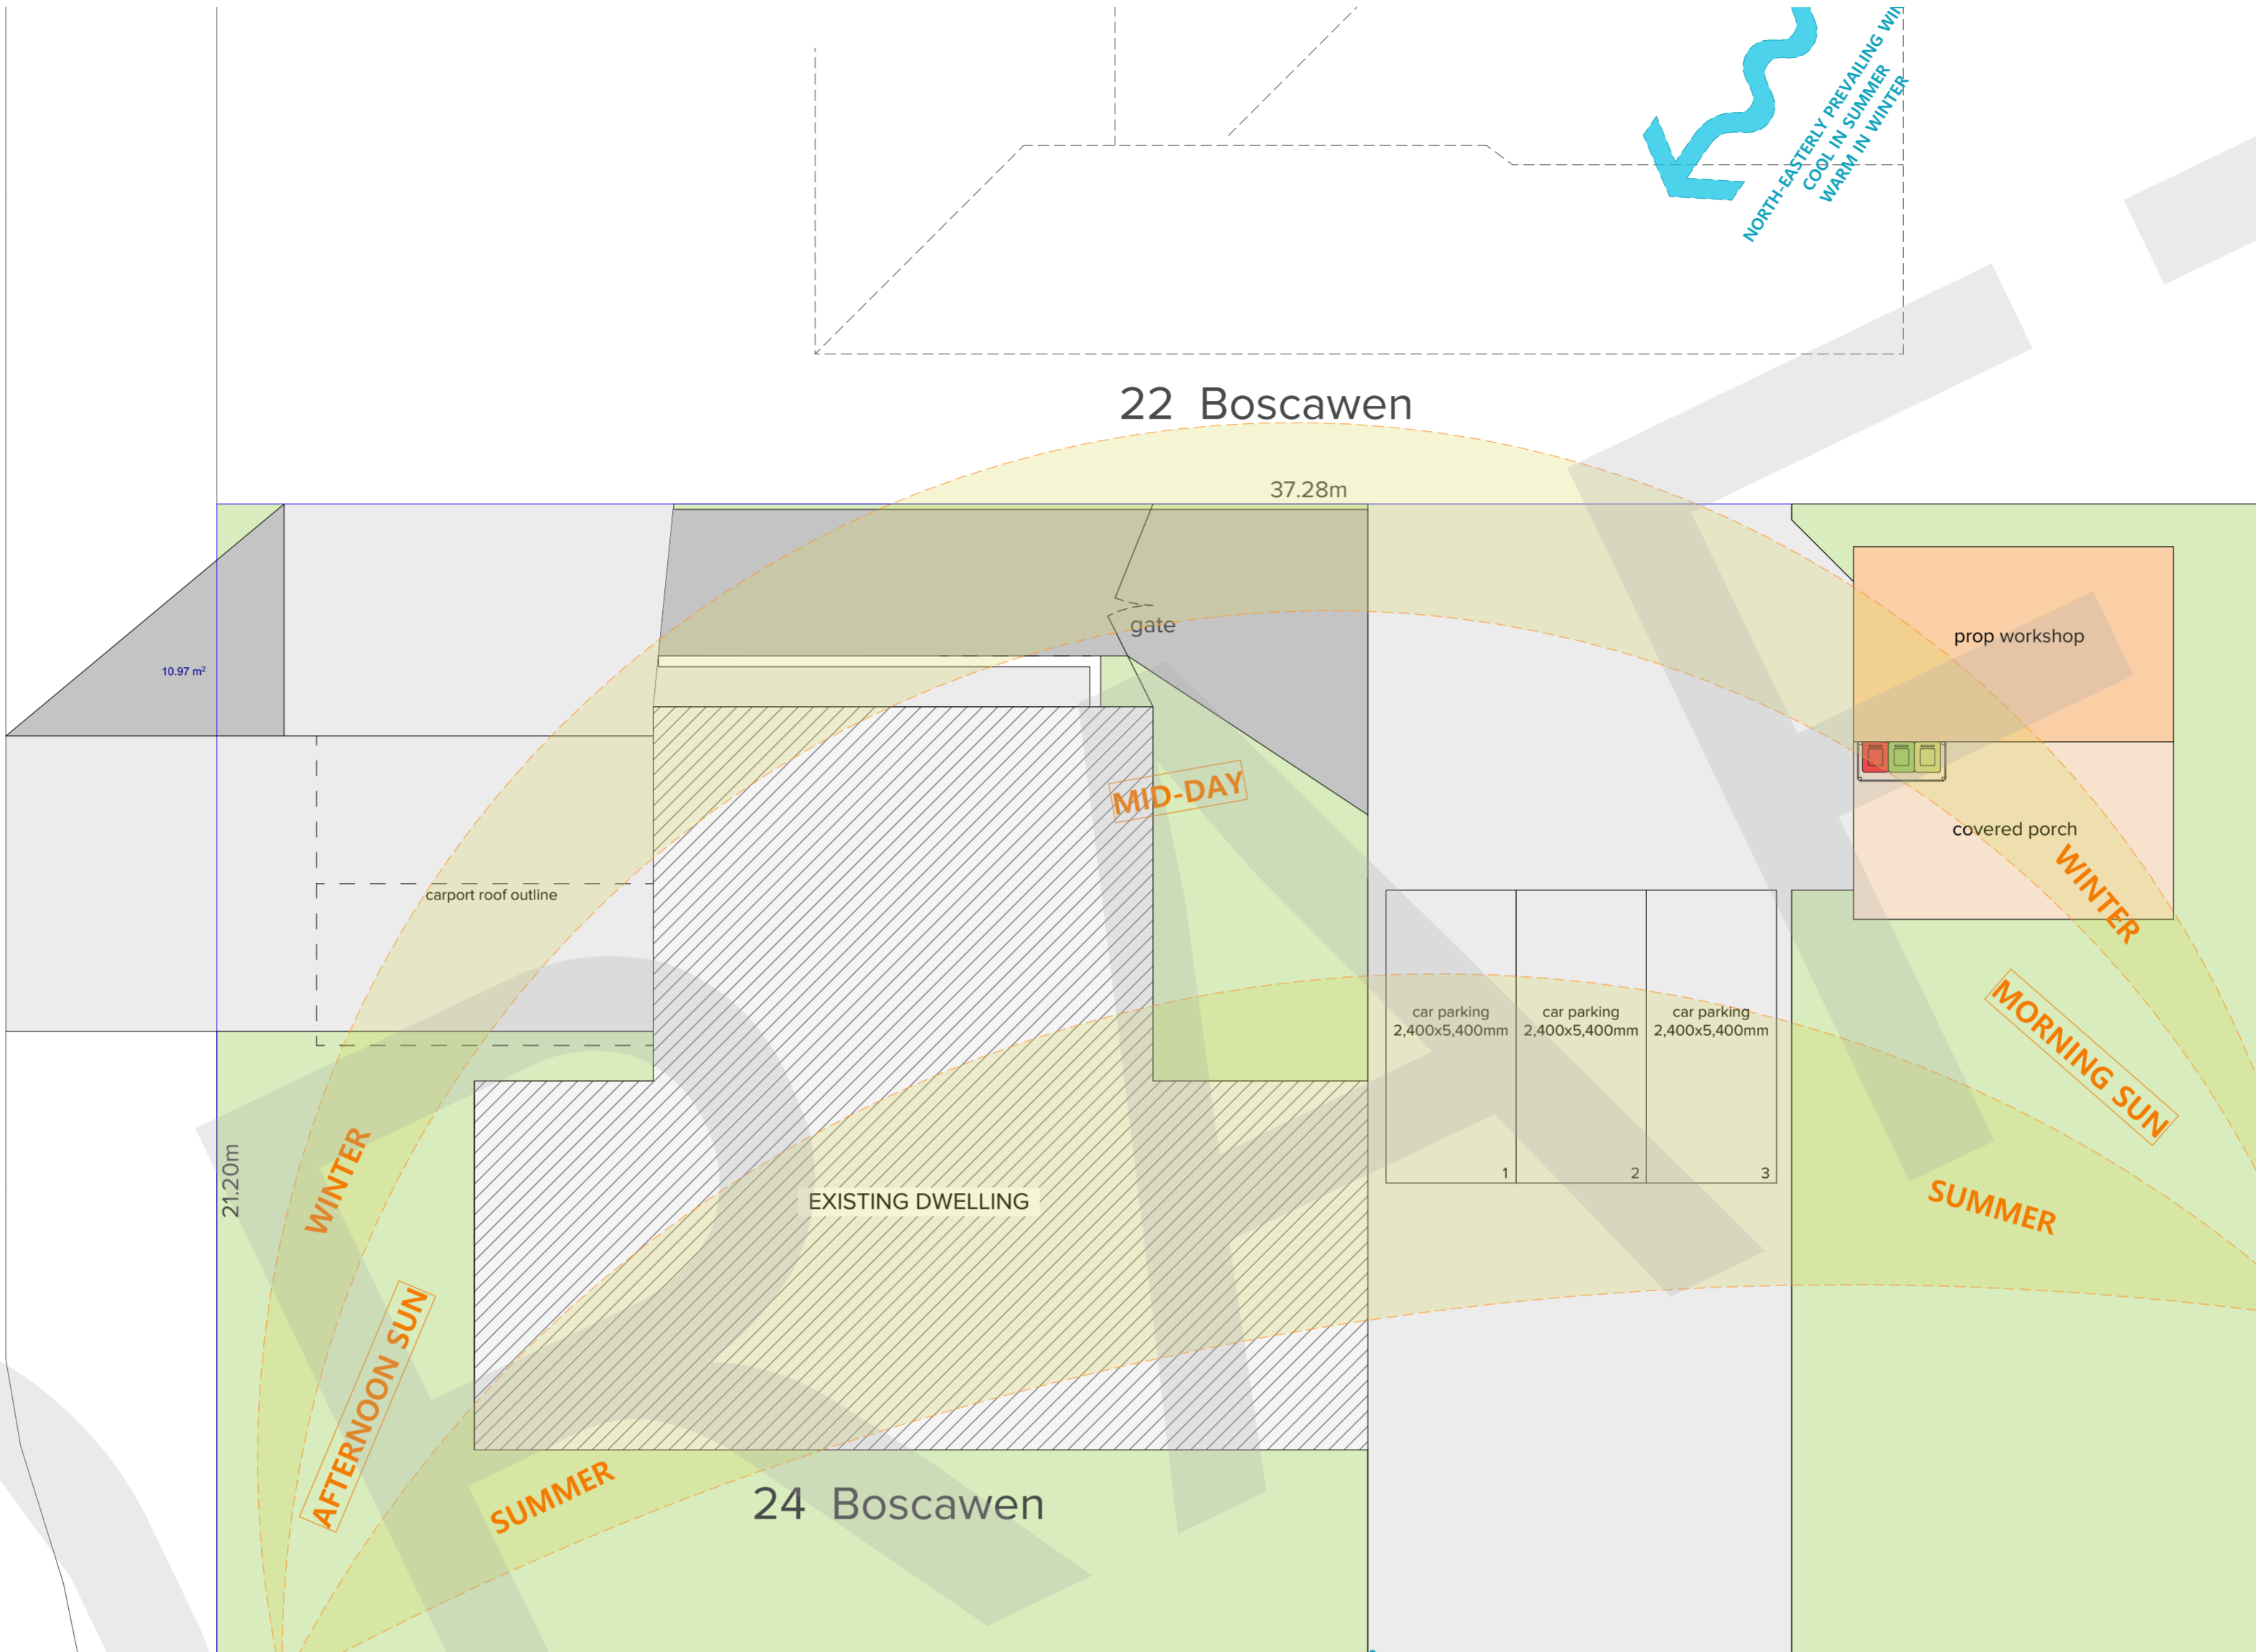 NORTH-EASTERLY PREVAILING
COOL IN SUMMER
WARM IN WINTER
22 Boscawen
37.28m
gate
prop workshop
10.97 m²
MID-DAY
covered porch
WINTER
carport roof outline
car parking
2,400x5,400mm
1
car parking
2,400x5,400mm
2
car parking
2,400x5,400mm
3
MORNING SUN
SUMMER
21.20m
WINTER
EXISTING DWELLING
AFTERNOON SUN
SUMMER
24 Boscawen